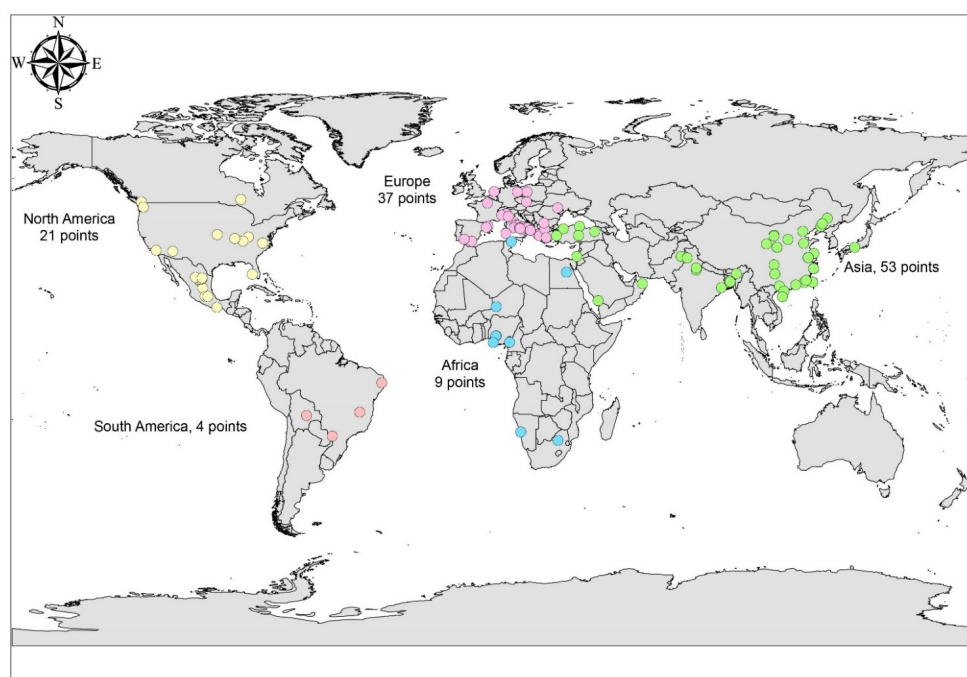 N
W E
S
Europe
37 points
North America
21 points
Asia, 53 points
Africa
9 points
South America, 4 points